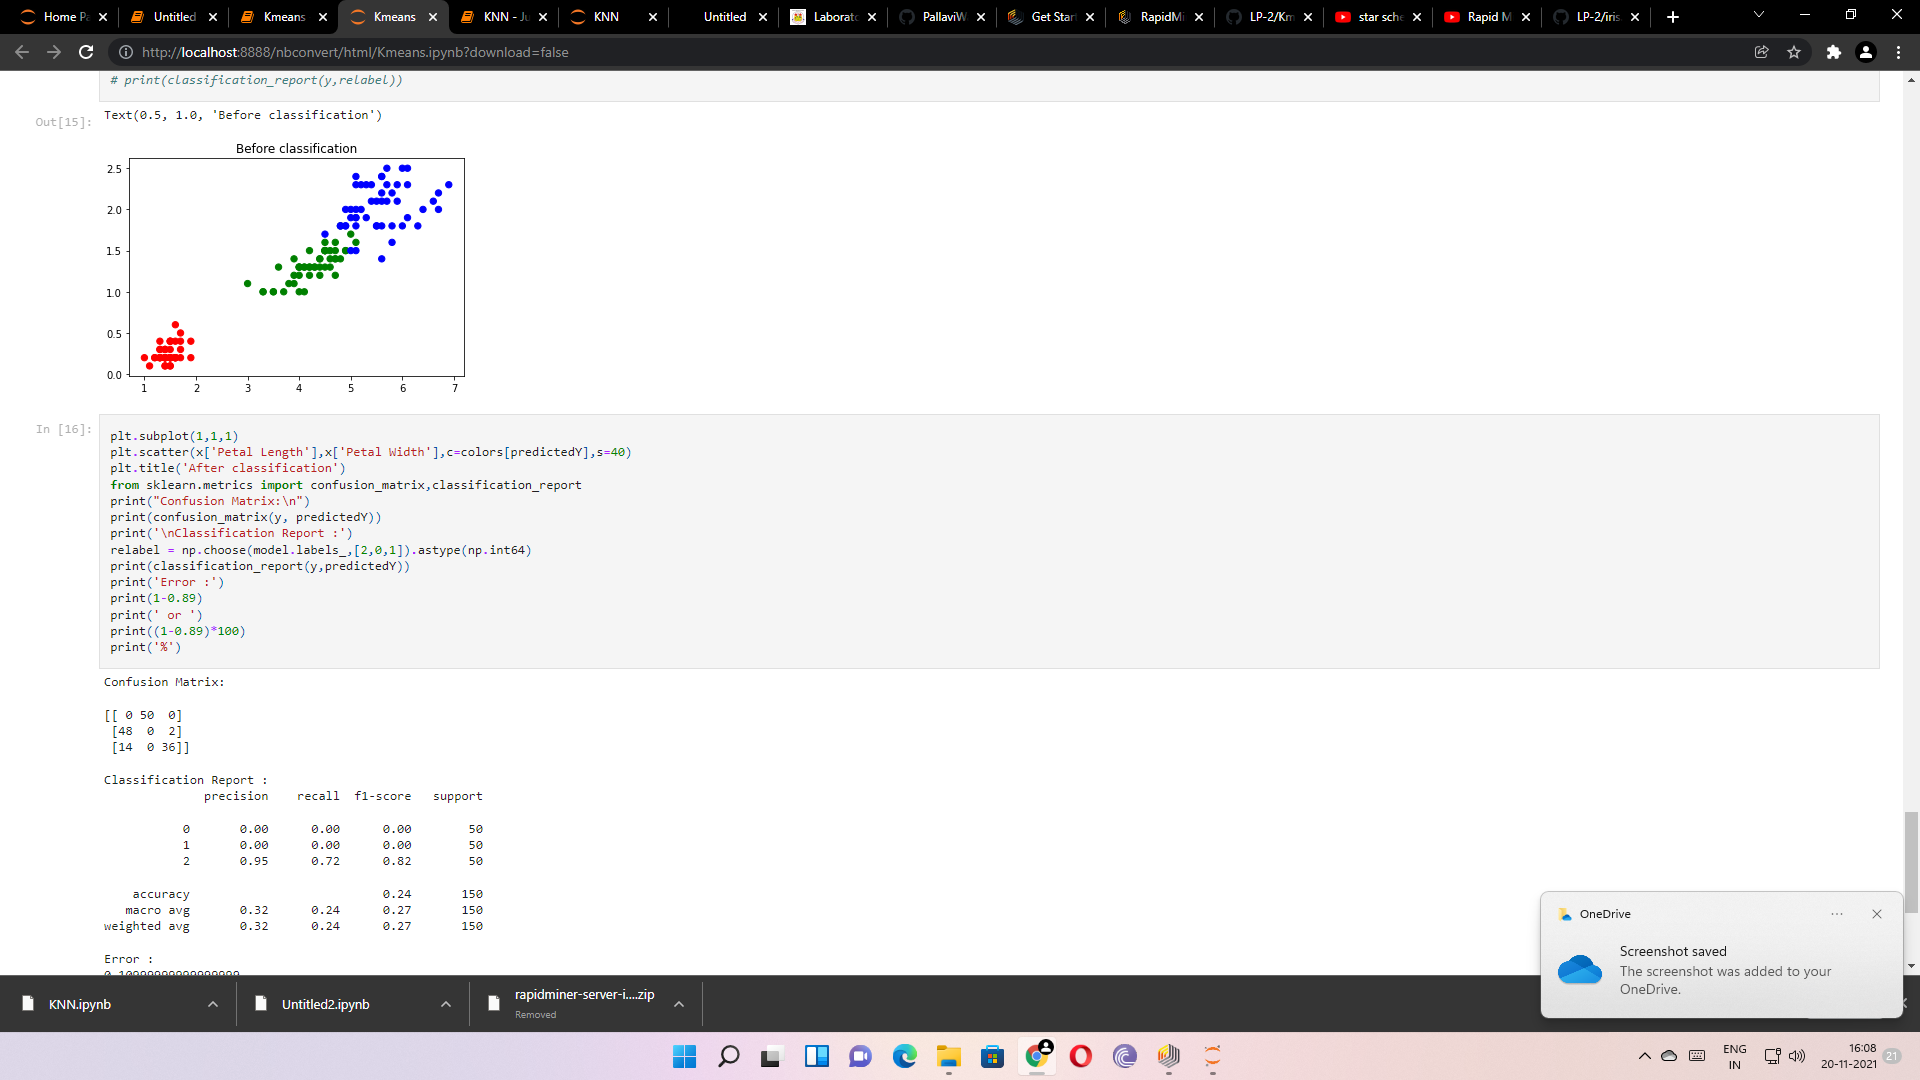 Home Pa
Untitled
Kmeans
Kmeans
KNN - Ju
KNN
Untitled
Laborato
PallaviW
Get Start
RapidMi
LP-2/Km
star sche
Rapid M
LP-2/iris
http://localhost:8888/nbconvert/html/Kmeans.ipynb?download=false
# print(classification_report(y,relabel))
Out[15]:
Text(0.5, 1.0, 'Before classification')
Before classification
2.5
2.0
1.5
1.0
0.5
0.0
1 2 3 4 5 6 7
In [16]:
plt.subplot(1,1,1)
plt.scatter(x['Petal Length'],x['Petal Width'],c=colors[predictedY],s=40)
plt.title('After classification')
from sklearn.metrics import confusion_matrix,classification_report
print("Confusion Matrix:\n")
print(confusion_matrix(y, predictedY))
print('\nClassification Report :')
relabel = np.choose(model.labels_,[2,0,1]).astype(np.int64)
print(classification_report(y,predictedY))
print('Error :')
print(1-0.89)
print(' or ')
print((1-0.89)*100)
print('%')
Confusion Matrix:
[[ 0 50 0]
[48 0 2]
[14 0 36]]
Classification Report :
precision recall f1-score support
0 0.00 0.00 0.00 50
1 0.00 0.00 0.00 50
2 0.95 0.72 0.82 50
accuracy 0.24 150
macro avg 0.32 0.24 0.27 150
weighted avg 0.32 0.24 0.27 150
Error :
OneDrive
Screenshot saved
The screenshot was added to your
OneDrive.
KNN.ipynb
Untitled2.ipynb
rapidminer-server-i....zip
Removed
ENG
IN
16:08
20-11-2021
21